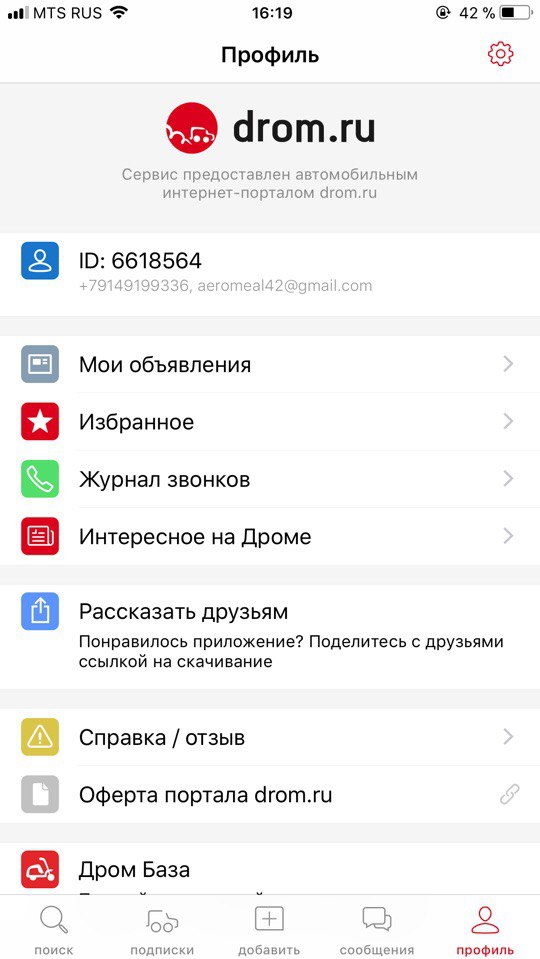 MTS RUS
16:19
42 %
Профиль
drom.ru
Сервис предоставлен автомобильным
интернет-порталом drom.ru
ID: 6618564
+79149199336, aeromeal42@gmail.com
Мои объявления
Избранное
Журнал звонков
Интересное на Дроме
Рассказать друзьям
Понравилось приложение? Поделитесь с друзьями
ссылкой на скачивание
Справка / отзыв
Оферта портала drom.ru
Дром База
поиск
подписки
добавить
сообщения
профиль